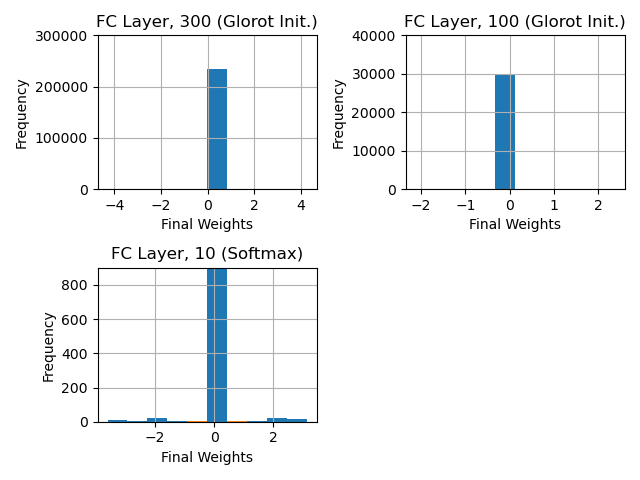 FC Layer, 300 (Glorot Init.)
300000
200000
100000
0
Frequency
−4 −2 0 2 4
Final Weights
FC Layer, 100 (Glorot Init.)
40000
30000
20000
10000
0
Frequency
−2 −1 0 1 2
Final Weights
FC Layer, 10 (Softmax)
800
600
400
200
0
Frequency
−2 0 2
Final Weights